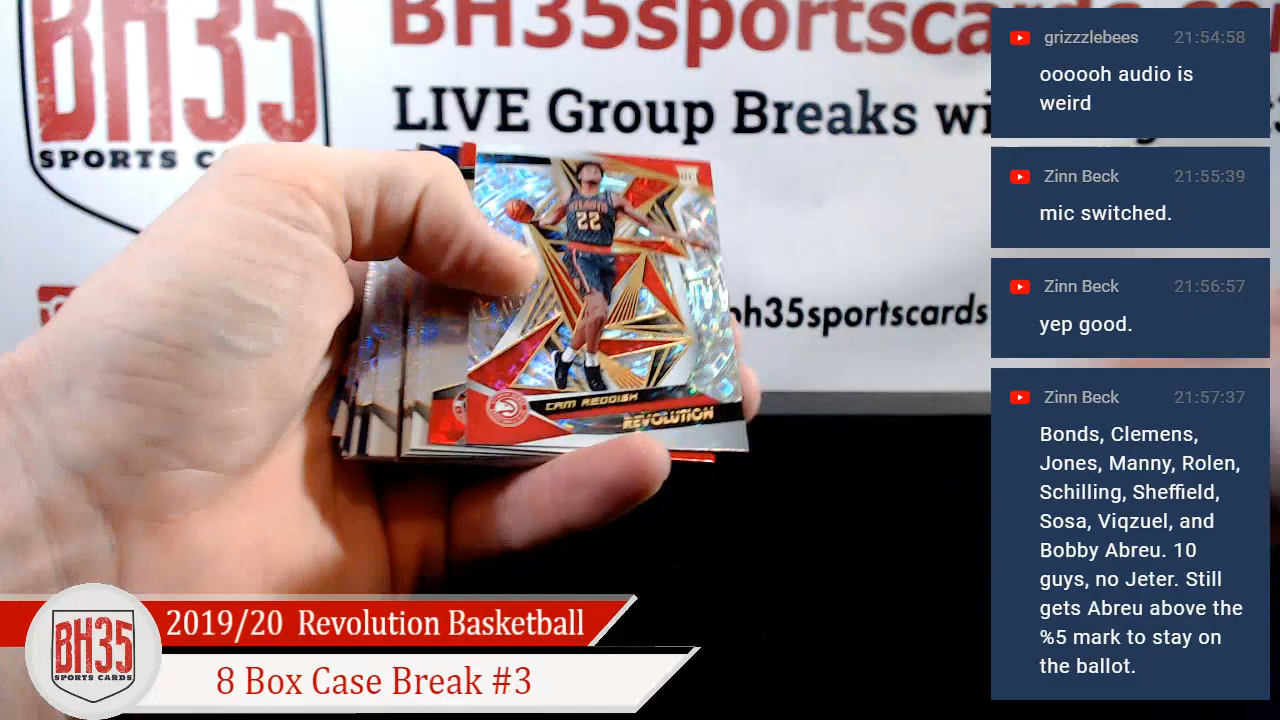 BH35sportsca
LIVE Group Breaks wi
BH35
SPORTS C
ph35sportscards
ATLANTA
22
CAM REDDISH
REVOLUTION
BH35
SPORTS CARDS
2019/20 Revolution Basketball
8 Box Case Break #3
grizzzlebees 21:54:58
oooooh audio is
weird
Zinn Beck 21:55:39
mic switched.
Zinn Beck 21:56:57
yep good.
Zinn Beck 21:57:37
Bonds, Clemens,
Jones, Manny, Rolen,
Schilling, Sheffield,
Sosa, Viqzuel, and
Bobby Abreu. 10
guys, no Jeter. Still
gets Abreu above the
%5 mark to stay on
the ballot.